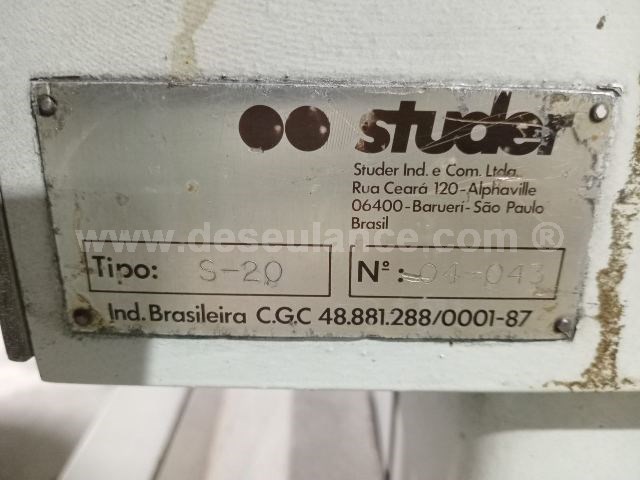 studer
Studer Ind. e Com. Ltda.
Rua Ceará 120-Alphaville
06400-Barueri-São Paulo
Brasil
www.deseulance.com ®
Tipo: S-20 Nº: 04-043
Ind. Brasileira C.G.C 48.881.288/0001-87